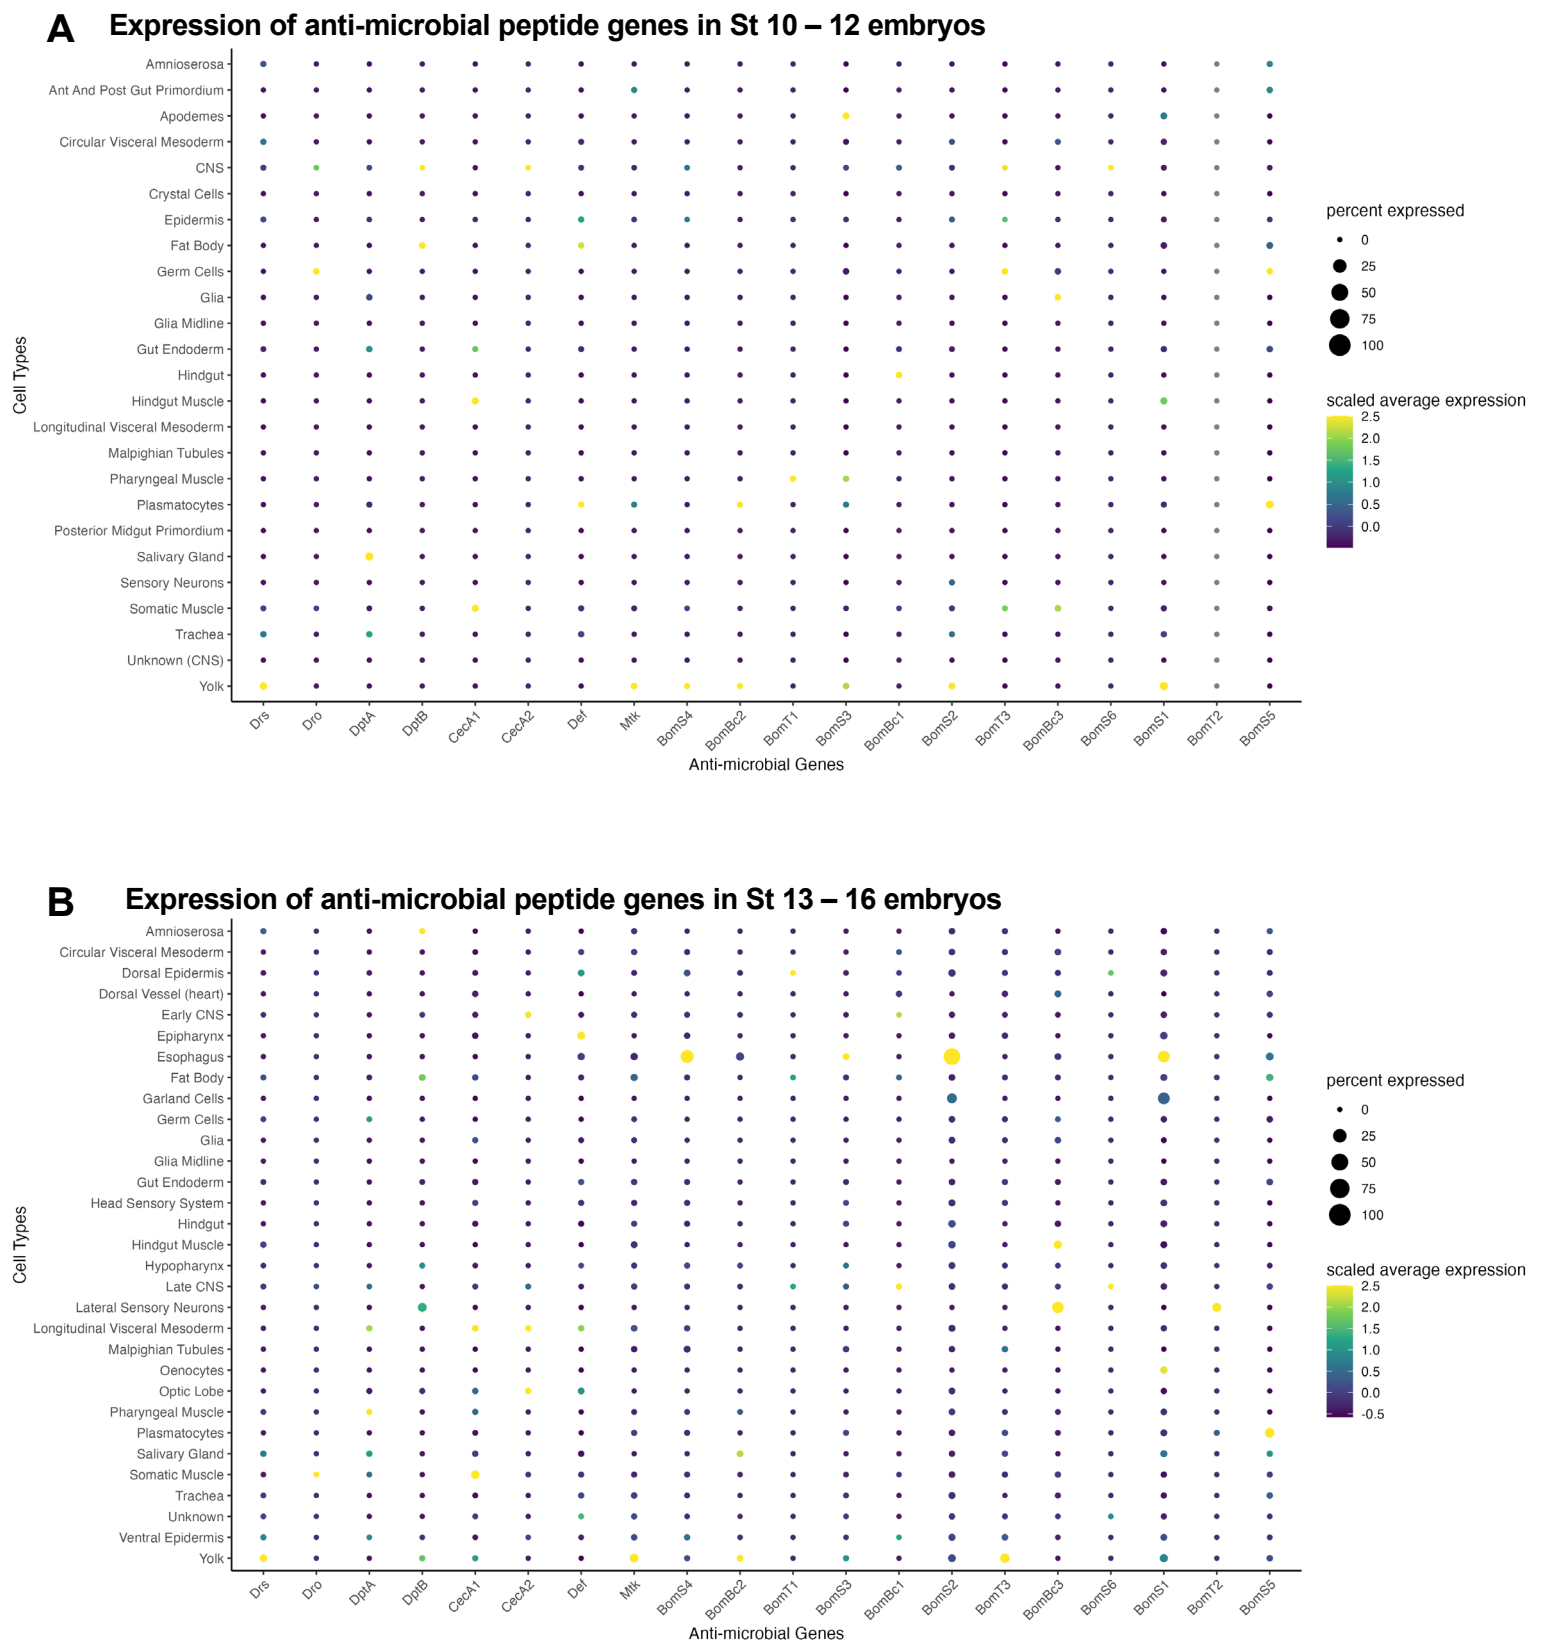 A Expression of anti-microbial peptide genes in St 10 – 12 embryos
Amnioserosa
Ant And Post Gut Primordium
Apodemes
Circular Visceral Mesoderm
CNS
Crystal Cells
Epidermis
Fat Body
Germ Cells
Glia
Glia Midline
Gut Endoderm
Hindgut
Hindgut Muscle
Longitudinal Visceral Mesoderm
Malpighian Tubules
Pharyngeal Muscle
Plasmatocytes
Posterior Midgut Primordium
Salivary Gland
Sensory Neurons
Somatic Muscle
Trachea
Unknown (CNS)
Yolk
Cell Types
Drs Dro DptA DptB CecA1 CecA2 Def Mtk BomS4 BomBc2 BomT1 BomS3 BomBc1 BomS2 BomT3 BomBc3 BomS6 BomS1 BomT2 BomS5
Anti-microbial Genes
percent expressed
0
25
50
75
100
scaled average expression
2.5
2.0
1.5
1.0
0.5
0.0
B Expression of anti-microbial peptide genes in St 13 – 16 embryos
Amnioserosa
Circular Visceral Mesoderm
Dorsal Epidermis
Dorsal Vessel (heart)
Early CNS
Epipharynx
Esophagus
Fat Body
Garland Cells
Germ Cells
Glia
Glia Midline
Gut Endoderm
Head Sensory System
Hindgut
Hindgut Muscle
Hypopharynx
Late CNS
Lateral Sensory Neurons
Longitudinal Visceral Mesoderm
Malpighian Tubules
Oenocytes
Optic Lobe
Pharyngeal Muscle
Plasmatocytes
Salivary Gland
Somatic Muscle
Trachea
Unknown
Ventral Epidermis
Yolk
Cell Types
Drs Dro DptA DptB CecA1 CecA2 Def Mtk BomS4 BomBc2 BomT1 BomS3 BomBc1 BomS2 BomT3 BomBc3 BomS6 BomS1 BomT2 BomS5
Anti-microbial Genes
percent expressed
0
25
50
75
100
scaled average expression
2.5
2.0
1.5
1.0
0.5
0.0
-0.5